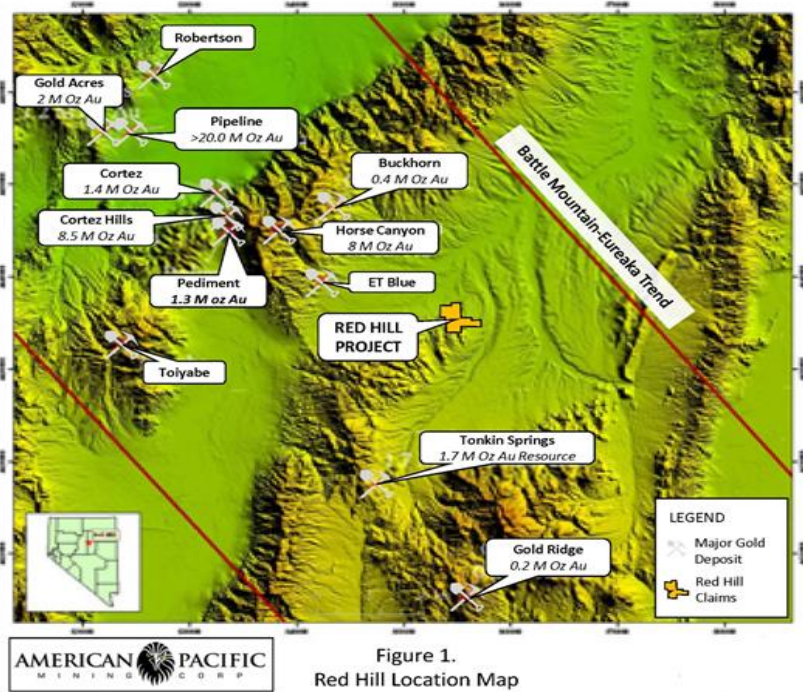 Robertson
Gold Acres
2 M Oz Au
Pipeline
>20.0 M Oz Au
Buckhorn
0.4 M Oz Au
Cortez
1.4 M Oz Au
Cortez Hills
8.5 M Oz Au
Horse Canyon
8 M Oz Au
Pediment
1.3 M oz Au
ET Blue
RED HILL
PROJECT
Battle Mountain-Eureaka Trend
Toiyabe
Tonkin Springs
1.7 M Oz Au Resource
Gold Ridge
0.2 M Oz Au
LEGEND
Major Gold
Deposit
Red Hill
Claims
AMERICAN PACIFIC
MINING CORP
Figure 1.
Red Hill Location Map